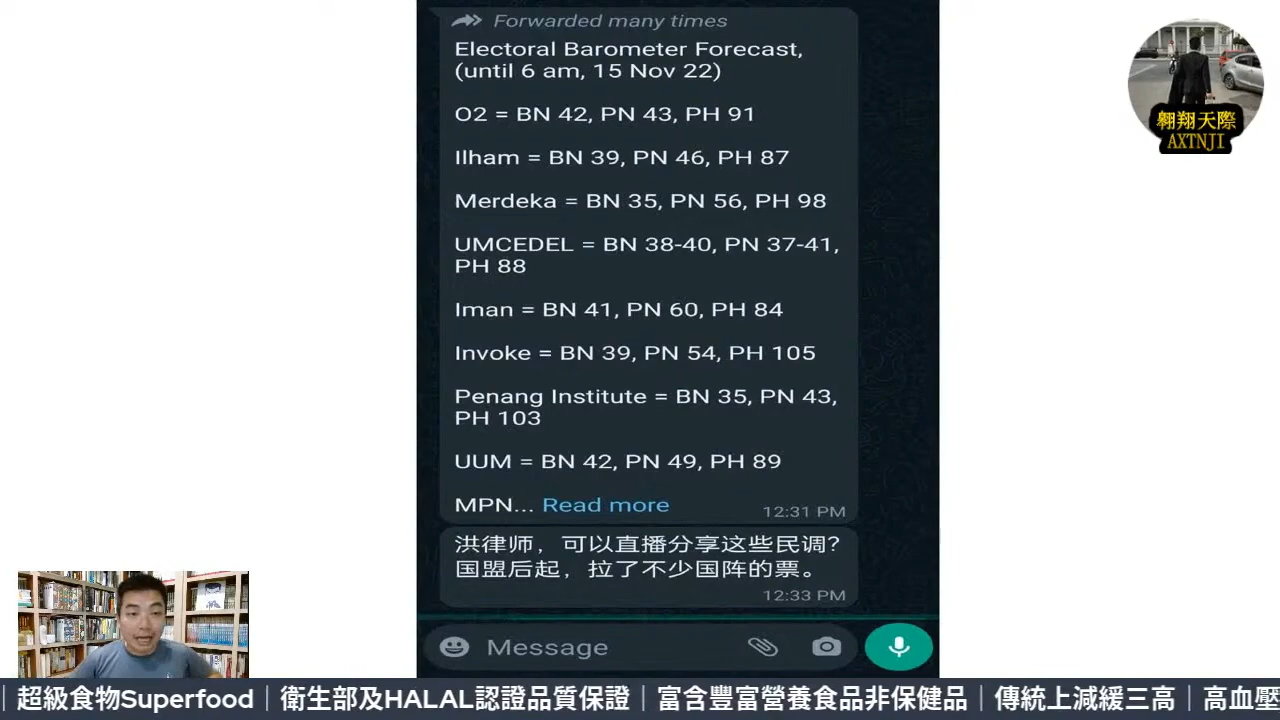 Forwarded many times
Electoral Barometer Forecast,
(until 6 am, 15 Nov 22)
O2 = BN 42, PN 43, PH 91
Ilham = BN 39, PN 46, PH 87
Merdeka = BN 35, PN 56, PH 98
UMCEDEL = BN 38-40, PN 37-41,
PH 88
Iman = BN 41, PN 60, PH 84
Invoke = BN 39, PN 54, PH 105
Penang Institute = BN 35, PN 43,
PH 103
UUM = BN 42, PN 49, PH 89
MPN... Read more
12:31 PM
洪律师，可以直播分享这些民调?
国盟后起，拉了不少国阵的票。
12:33 PM
Message
翱翔天際
AXTNJI
｜超級食物Superfood｜衛生部及HALAL認證品質保證｜富含豐富營養食品非保健品｜傳統上減緩三高｜高血壓